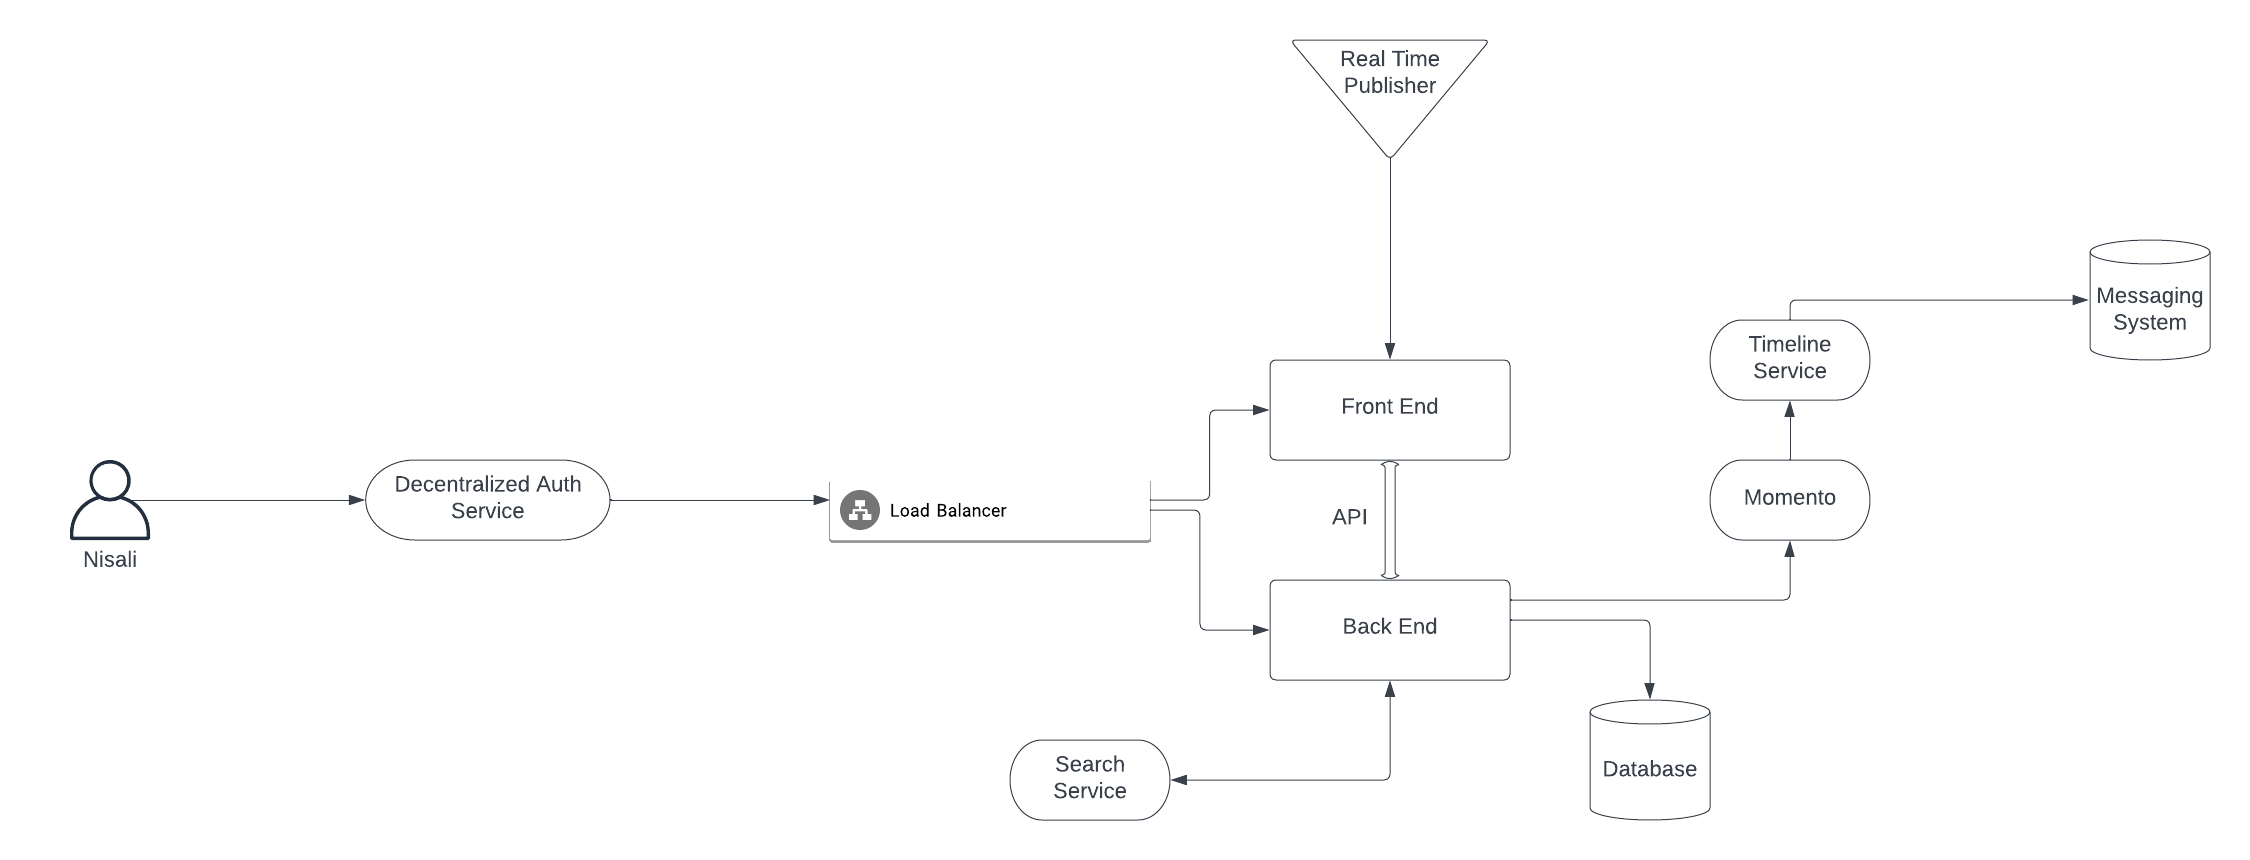 Real Time
Publisher
Messaging
System
Timeline
Service
Front End
Decentralized Auth
Service
Load Balancer
API
Momento
Nisali
Back End
Search
Service
Database